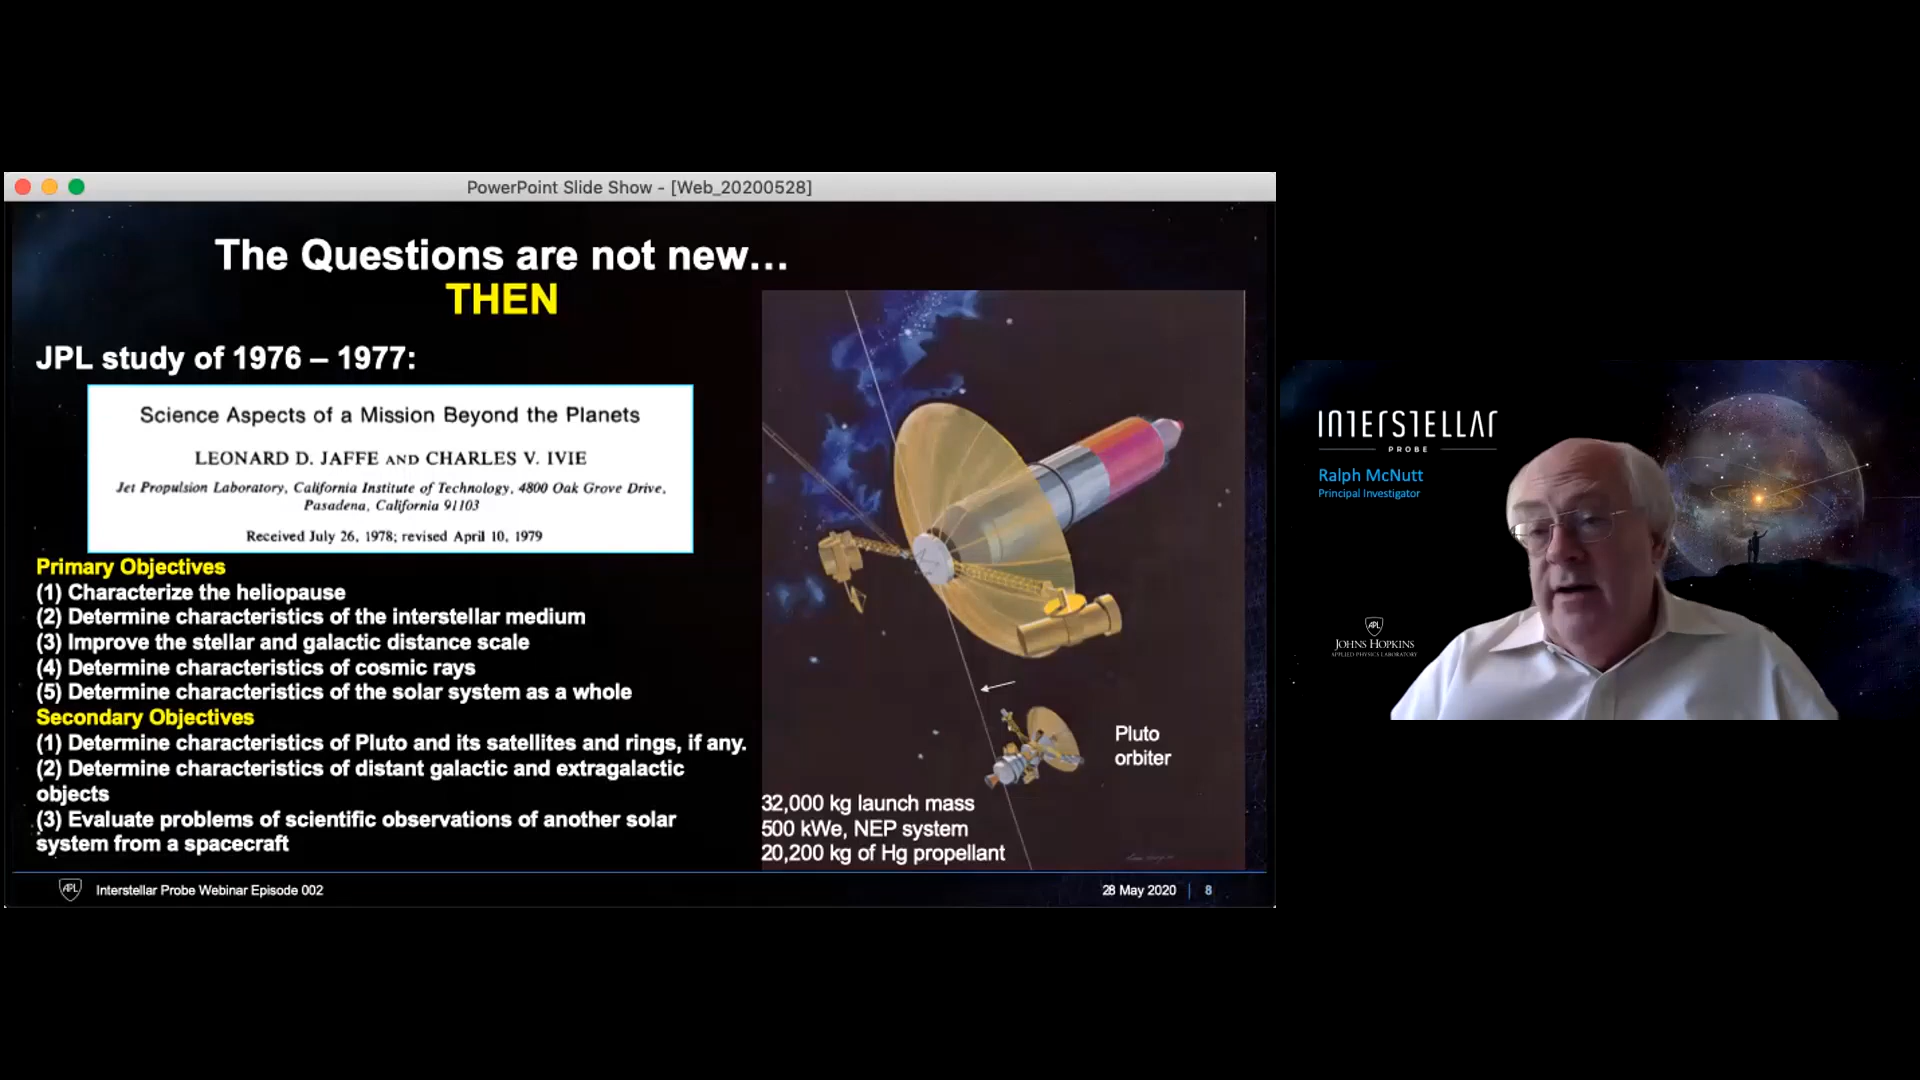 PowerPoint Slide Show - [Web_20200528]
The Questions are not new…
THEN
JPL study of 1976 – 1977:
Science Aspects of a Mission Beyond the Planets
LEONARD D. JAFFE AND CHARLES V. IVIE
Jet Propulsion Laboratory, California Institute of Technology, 4800 Oak Grove Drive,
Pasadena, California 91103
Received July 26, 1978; revised April 10, 1979
Primary Objectives
(1) Characterize the heliopause
(2) Determine characteristics of the interstellar medium
(3) Improve the stellar and galactic distance scale
(4) Determine characteristics of cosmic rays
(5) Determine characteristics of the solar system as a whole
Secondary Objectives
(1) Determine characteristics of Pluto and its satellites and rings, if any.
(2) Determine characteristics of distant galactic and extragalactic
objects
(3) Evaluate problems of scientific observations of another solar
system from a spacecraft
Pluto
orbiter
32,000 kg launch mass
500 kWe, NEP system
20,200 kg of Hg propellant
APL
Interstellar Probe Webinar Episode 002
28 May 2020 | 8
INTERSTELLAR
PROBE
Ralph McNutt
Principal Investigator
APL
JOHNS HOPKINS
APPLIED PHYSICS LABORATORY